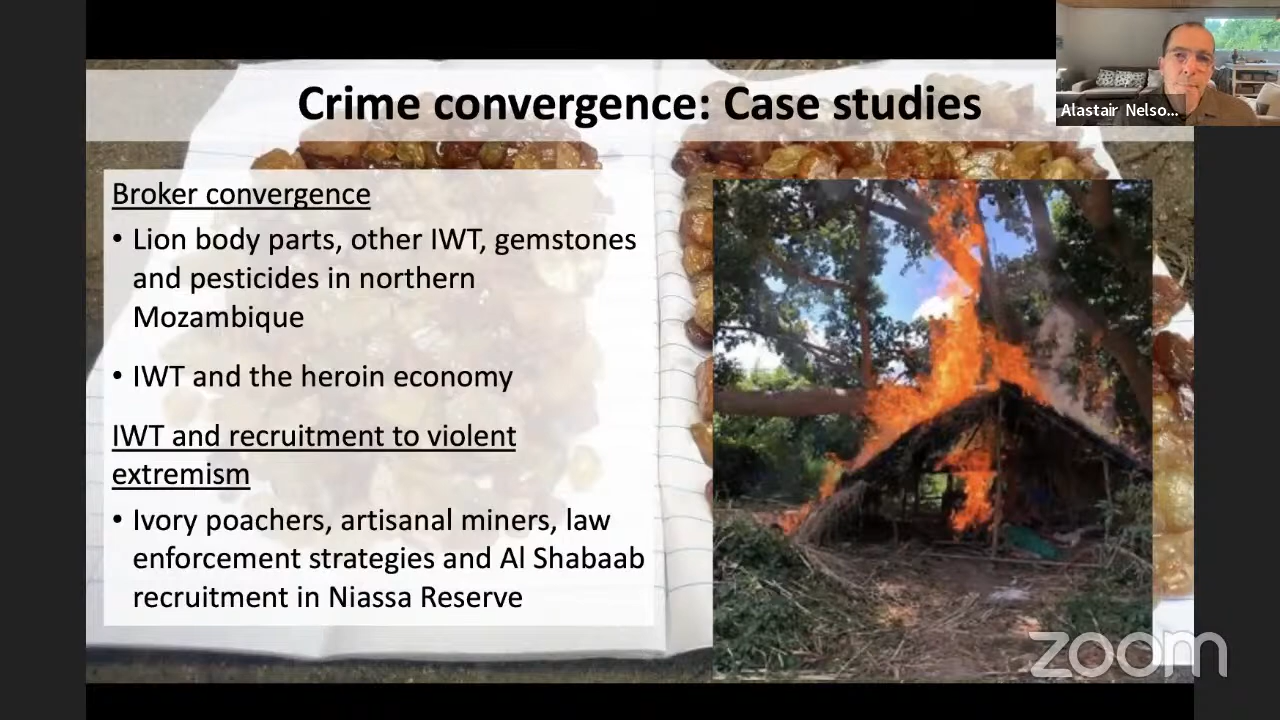 Crime convergence: Case studies
Alastair Nelso...
Broker convergence
• Lion body parts, other IWT, gemstones
and pesticides in northern
Mozambique
• IWT and the heroin economy
IWT and recruitment to violent
extremism
• Ivory poachers, artisanal miners, law
enforcement strategies and Al Shabaab
recruitment in Niassa Reserve
zoom